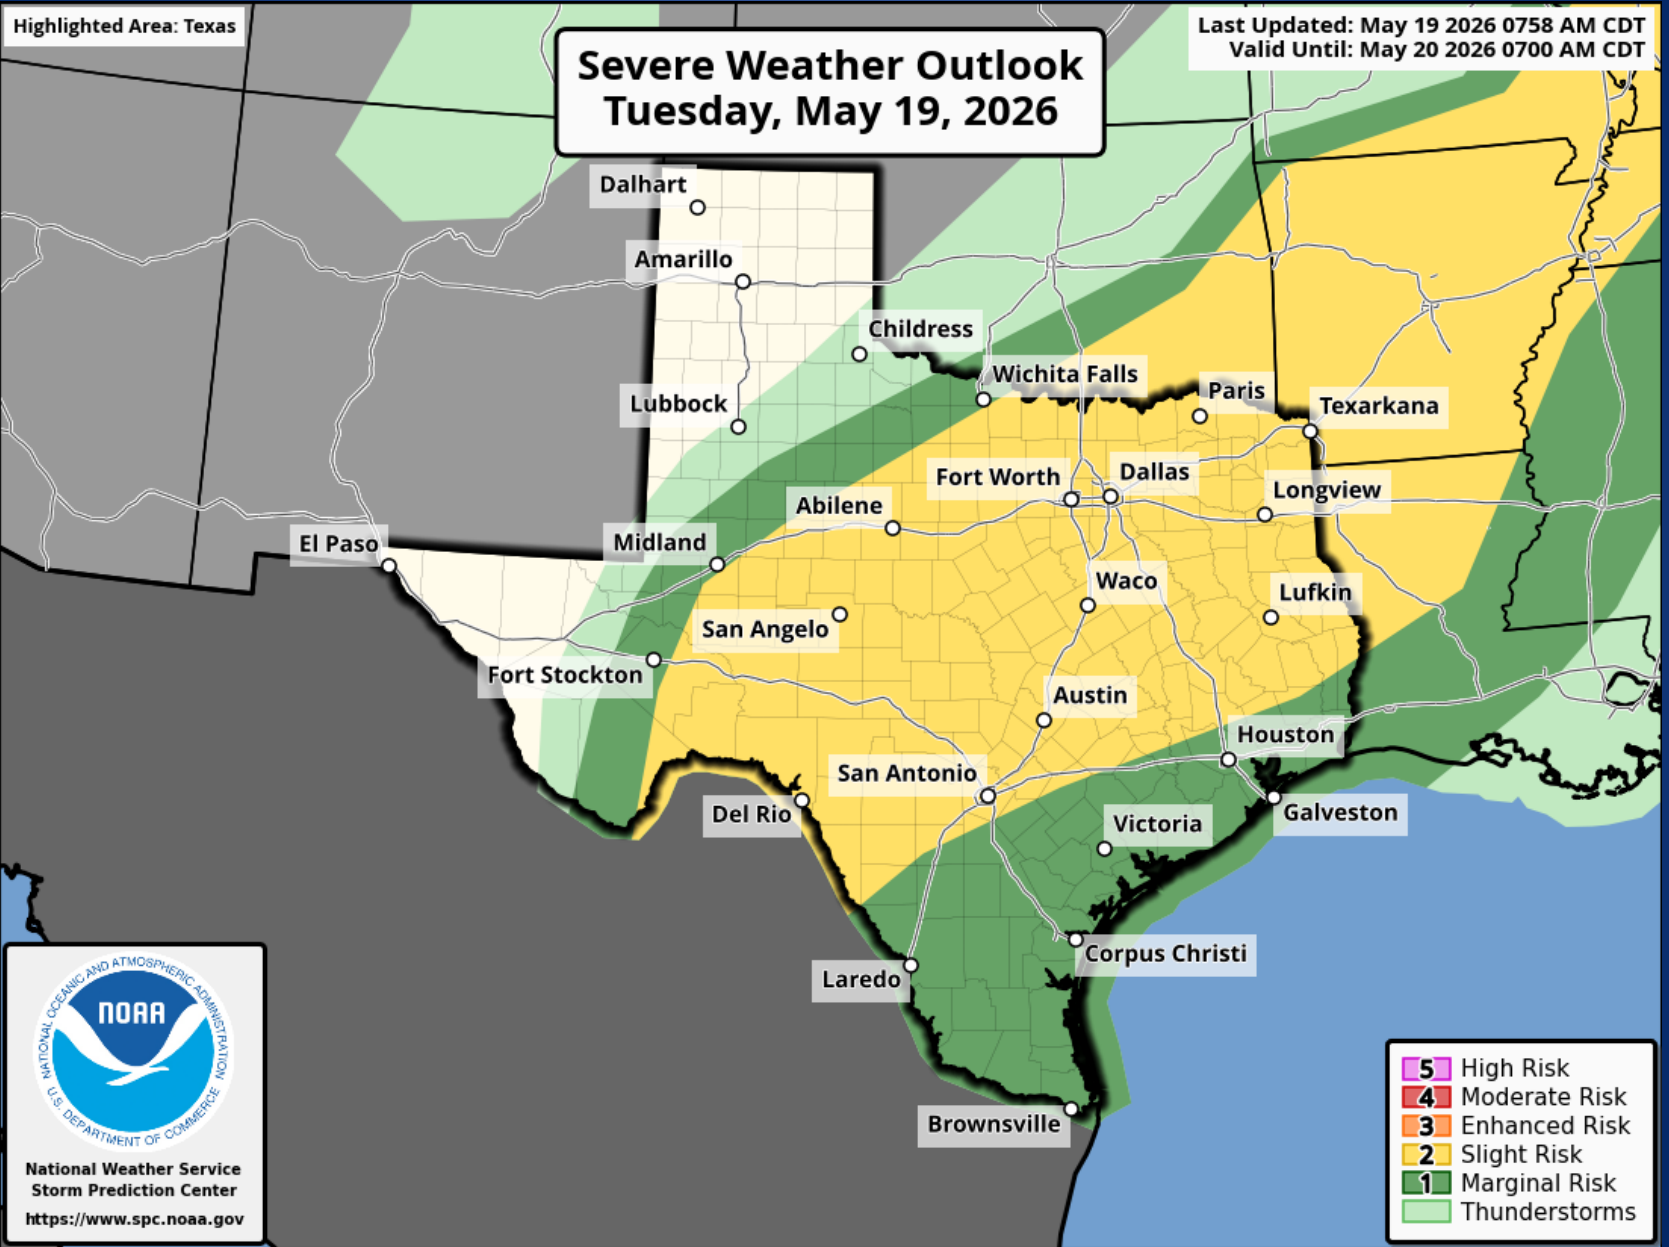 Highlighted Area: Texas
Last Updated: May 19 2026 0758 AM CDT
Valid Until: May 20 2026 0700 AM CDT
Severe Weather Outlook
Tuesday, May 19, 2026
Dalhart
Amarillo
Childress
Wichita Falls
Paris
Lubbock
Texarkana
Fort Worth
Dallas
Longview
Abilene
El Paso
Midland
Waco
Lufkin
San Angelo
Fort Stockton
Austin
Houston
San Antonio
Del Rio
Galveston
Victoria
Corpus Christi
Laredo
Brownsville
NATIONAL OCEANIC AND ATMOSPHERIC ADMINISTRATION
NOAA
U.S. DEPARTMENT OF COMMERCE
National Weather Service
Storm Prediction Center
https://www.spc.noaa.gov
5 High Risk
4 Moderate Risk
3 Enhanced Risk
2 Slight Risk
1 Marginal Risk
Thunderstorms